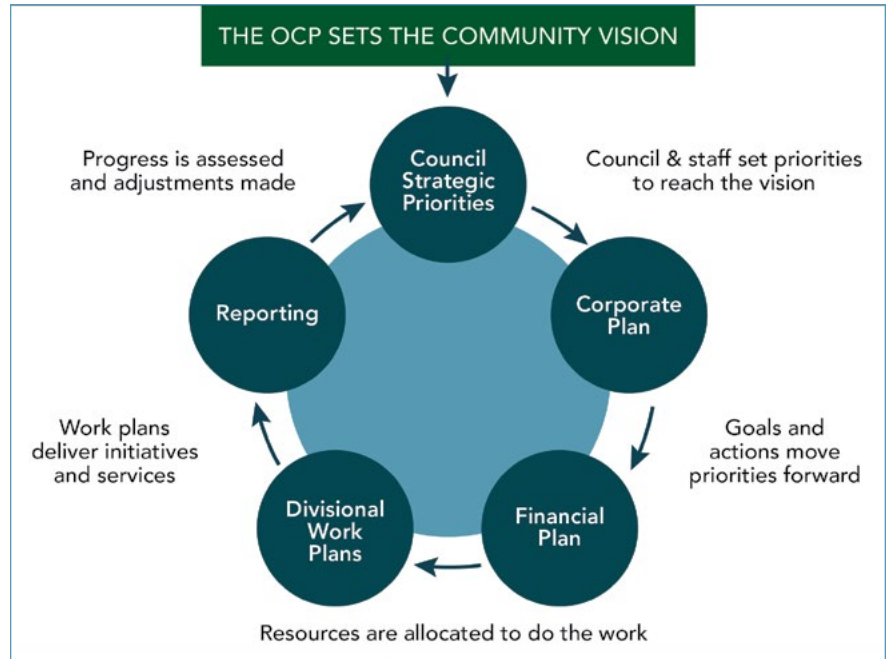 THE OCP SETS THE COMMUNITY VISION
Council
Strategic
Priorities
Council & staff set priorities
to reach the vision
Corporate
Plan
Goals and
actions move
priorities forward
Financial
Plan
Resources are allocated to do the work
Divisional
Work
Plans
Work plans
deliver initiatives
and services
Reporting
Progress is assessed
and adjustments made